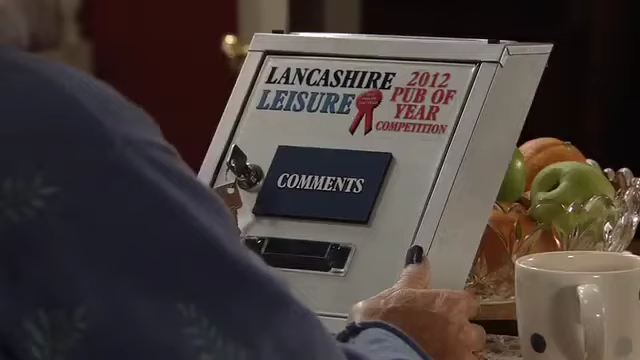 LANCASHIRE
LEISURE
2012
PUB OF
YEAR
COMPETITION
COMMENTS